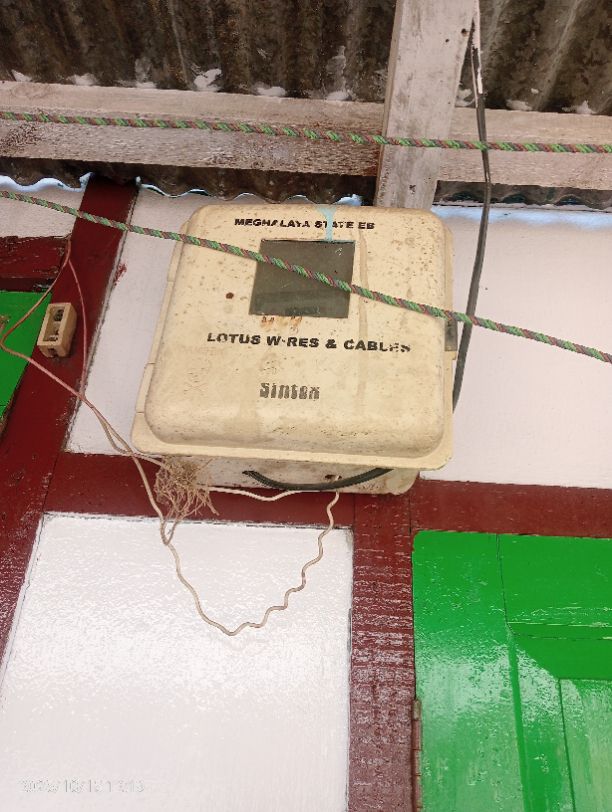 MEGHALAYA STATE EB
LOTUS WIRES & CABLES
Sintex